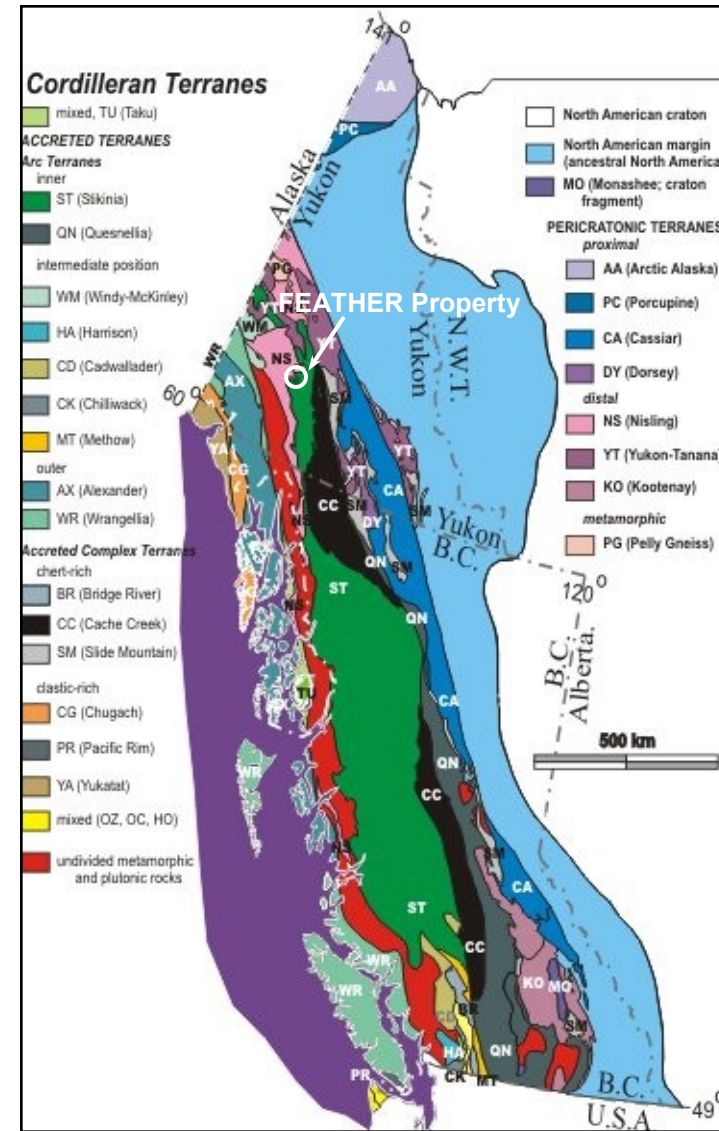 Cordilleran Terranes
mixed, TU (Taku)
ACCRETED TERRANES
Arc Terranes
inner
ST (Stikinia)
QN (Quesnellia)
intermediate position
WM (Windy-McKinley)
HA (Harrison)
CD (Cadwallader)
CK (Chilliwack)
MT (Methow)
outer
AX (Alexander)
WR (Wrangellia)
Accreted Complex Terranes
chert-rich
BR (Bridge River)
CC (Cache Creek)
SM (Slide Mountain)
clastic-rich
CG (Chugach)
PR (Pacific Rim)
YA (Yukatat)
mixed (OZ, OC, HO)
undivided metamorphic
and plutonic rocks
North American craton
North American margin
(ancestral North America
MO (Monashee; craton
fragment)
PERICRATONIC TERRANES
proximal
AA (Arctic Alaska)
PC (Porcupine)
CA (Cassiar)
DY (Dorsey)
distal
NS (Nisling)
YT (Yukon-Tanana)
KO (Kootenay)
metamorphic
PG (Pelly Gneiss)
141 o
AA
PC
Alaska
Yukon
PG
YT
FEATHER Property
WM
N.W.T.
Yukon
WR
NS
60 o
AX
SM
YA
CG
YT
YT
CC
SM
CA
DY
SM
NS
Yukon
B.C.
QN
SM
ST
120 o
NS
QN
B.C.
Alberta.
TU
CA
500 km
WR
QN
CC
NS
SM
CA
ST
CC
WR
WR
KO
MO
BR
CD
SM
HA
QN
PR
CK
MT
B.C.
U.S.A
49 o